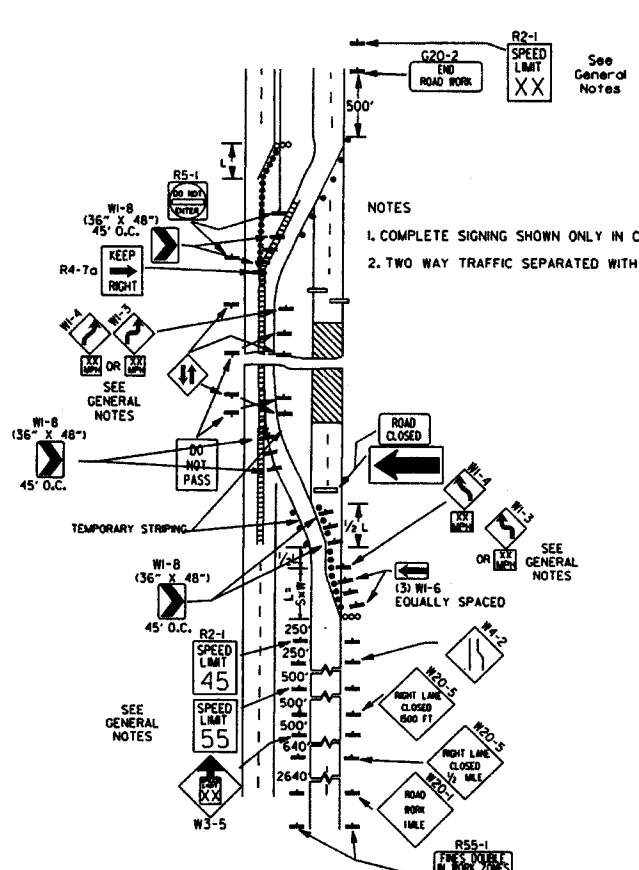 R2-1
SPEED
LIMIT
XX
See
General
Notes
G20-2
END
ROAD WORK
500'
L
R5-1
DO NOT
ENTER
W1-8
(36" X 48")
45' O.C.
KEEP
RIGHT
R4-7a
NOTES
1. COMPLETE SIGNING SHOWN ONLY IN
2. TWO WAY TRAFFIC SEPARATED WITH
W1-4
W1-3
XX
MPH
OR
XX
MPH
SEE
GENERAL
NOTES
W1-8
(36" X 48")
45' O.C.
DO
NOT
PASS
ROAD
CLOSED
W1-4
XX
MPH
W1-3
OR
XX
MPH
SEE
GENERAL
NOTES
TEMPORARY STRIPING
½ L
½
L=
SxW
W1-8
(36" X 48")
45' O.C.
(3) W1-6
EQUALLY SPACED
R2-1
SPEED
LIMIT
45
SPEED
LIMIT
55
SEE
GENERAL
NOTES
XX
W3-5
250'
250'
500'
500'
500'
640'
2640'
W4-2
W20-5
RIGHT LANE
CLOSED
1500 FT
W20-5
RIGHT LANE
CLOSED
½ MILE
W20-1
ROAD
WORK
1 MILE
R55-1
FINES DOUBLE
IN WORK ZONES